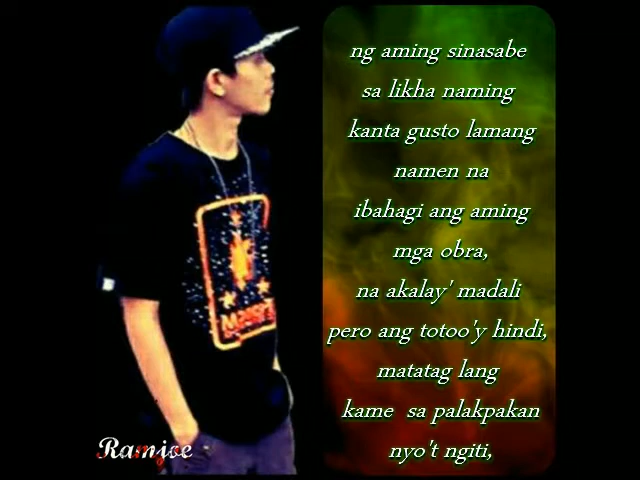 ng aming sinasabe
sa likha naming
kanta gusto lamang
namen na
ibahagi ang aming
mga obra,
na akalay' madali
pero ang totoo'y hindi,
matatag lang
kame sa palakpakan
nyo't ngiti,
Ramjoe